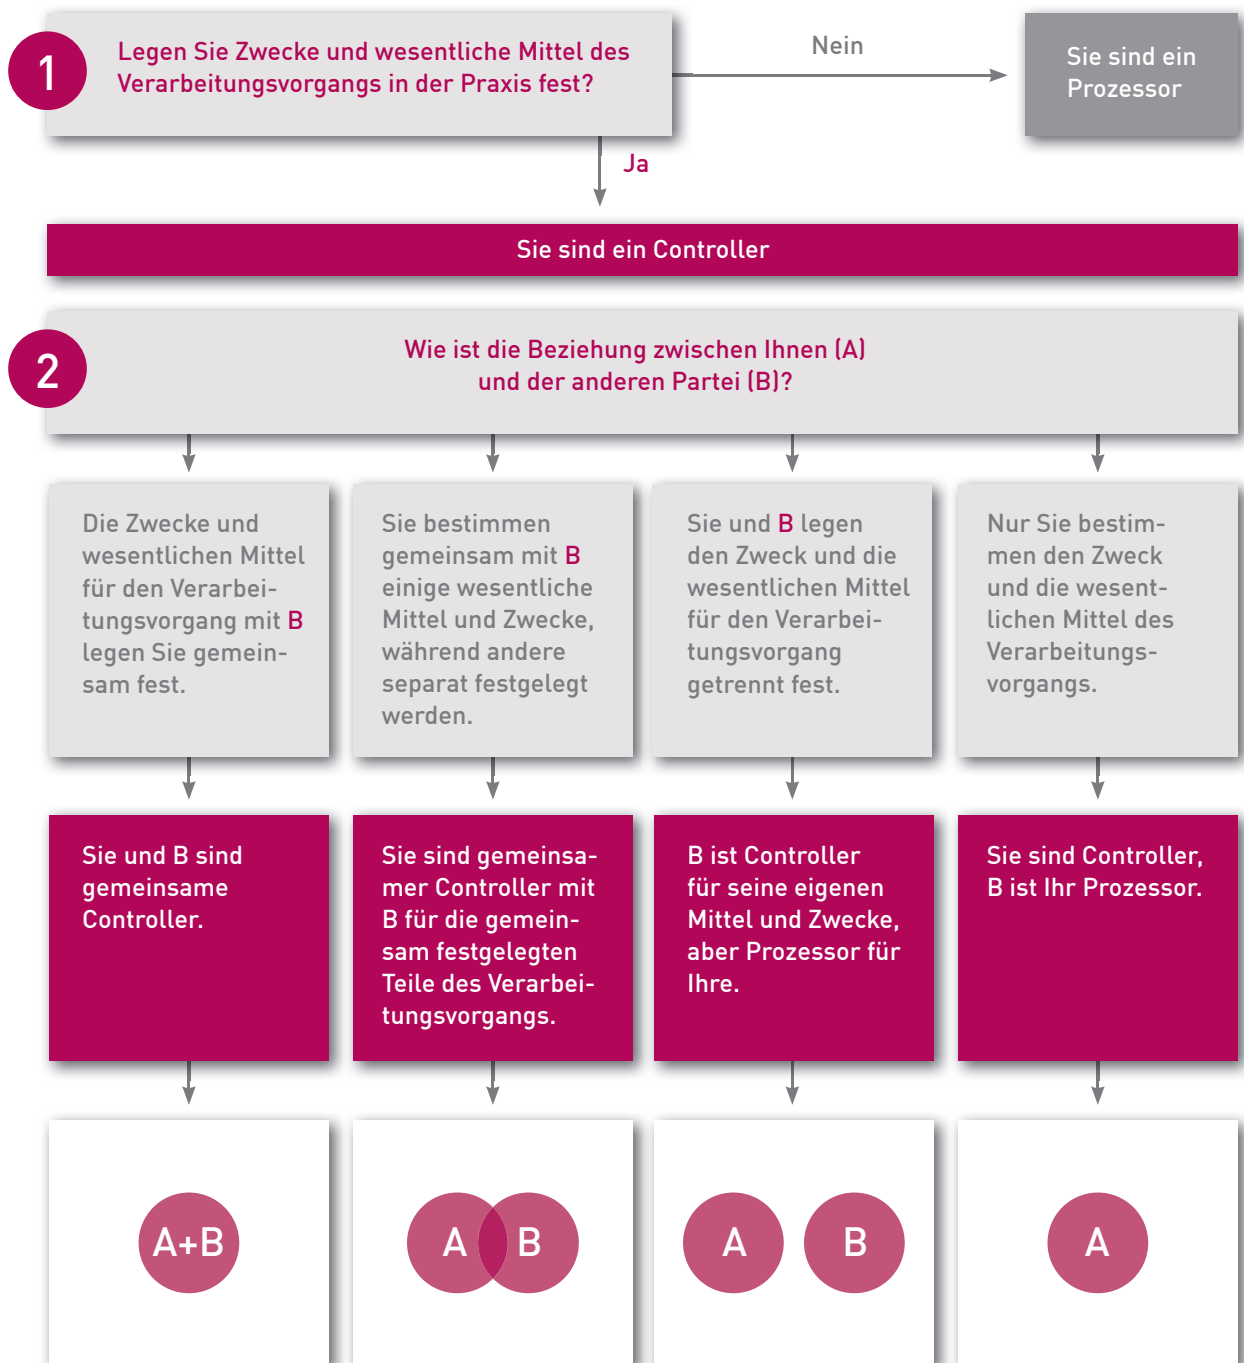 1
Legen Sie Zwecke und wesentliche Mittel des
Verarbeitungsvorgangs in der Praxis fest?
Nein
Sie sind ein
Prozessor
Ja
Sie sind ein Controller
2
Wie ist die Beziehung zwischen Ihnen (A)
und der anderen Partei (B)?
Die Zwecke und
wesentlichen Mittel
für den Verarbei-
tungsvorgang mit B
legen Sie gemein-
sam fest.
Sie bestimmen
gemeinsam mit B
einige wesentliche
Mittel und Zwecke,
während andere
separat festgelegt
werden.
Sie und B legen
den Zweck und die
wesentlichen Mittel
für den Verarbei-
tungsvorgang
getrennt fest.
Nur Sie bestim-
men den Zweck
und die wesent-
lichen Mittel des
Verarbeitungs-
vorgangs.
Sie und B sind
gemeinsame
Controller.
Sie sind gemeinsa-
mer Controller mit
B für die gemein-
sam festgelegten
Teile des Verarbei-
tungsvorgangs.
B ist Controller
für seine eigenen
Mittel und Zwecke,
aber Prozessor für
Ihre.
Sie sind Controller,
B ist Ihr Prozessor.
A+B
A B
A B
A